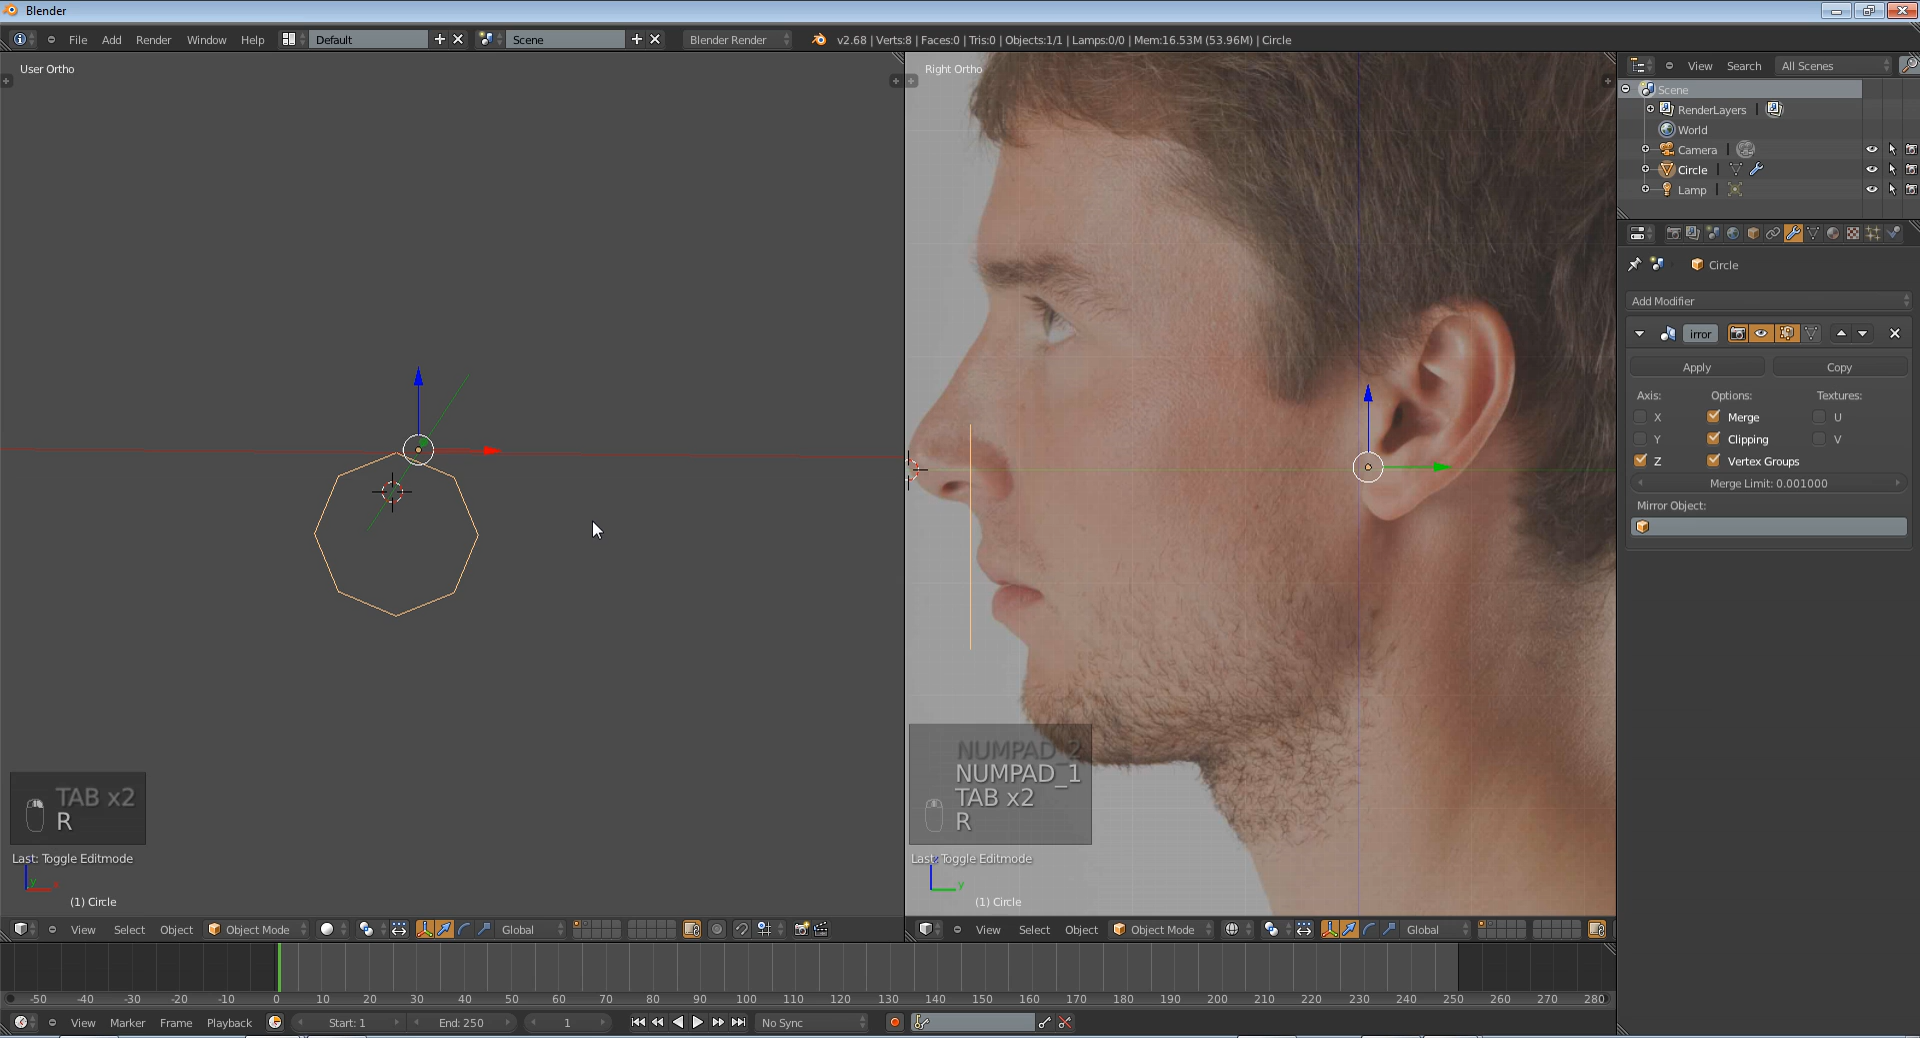 Blender
File Add Render Window Help Default Scene Blender Render v2.68 | Verts:8 | Faces:0 | Tris:0 | Objects:1/1 | Lamps:0/0 | Mem:16.53M (53.96M) | Circle
User Ortho
Right Ortho
View Search All Scenes
Scene
RenderLayers
World
Camera
Circle
Lamp
Circle
Add Modifier
irror
Apply Copy
Axis: Options: Textures:
X Merge U
Y Clipping V
Z Vertex Groups
Merge Limit: 0.001000
Mirror Object:
TAB x2
R
Last: Toggle Editmode
y x
(1) Circle
NUMPAD_2
NUMPAD_1
TAB x2
R
Last: Toggle Editmode
y
(1) Circle
View Select Object Object Mode Global
View Select Object Object Mode Global
-50 -40 -30 -20 -10 0 10 20 30 40 50 60 70 80 90 100 110 120 130 140 150 160 170 180 190 200 210 220 230 240 250 260 270 280
View Marker Frame Playback Start: 1 End: 250 1 No Sync